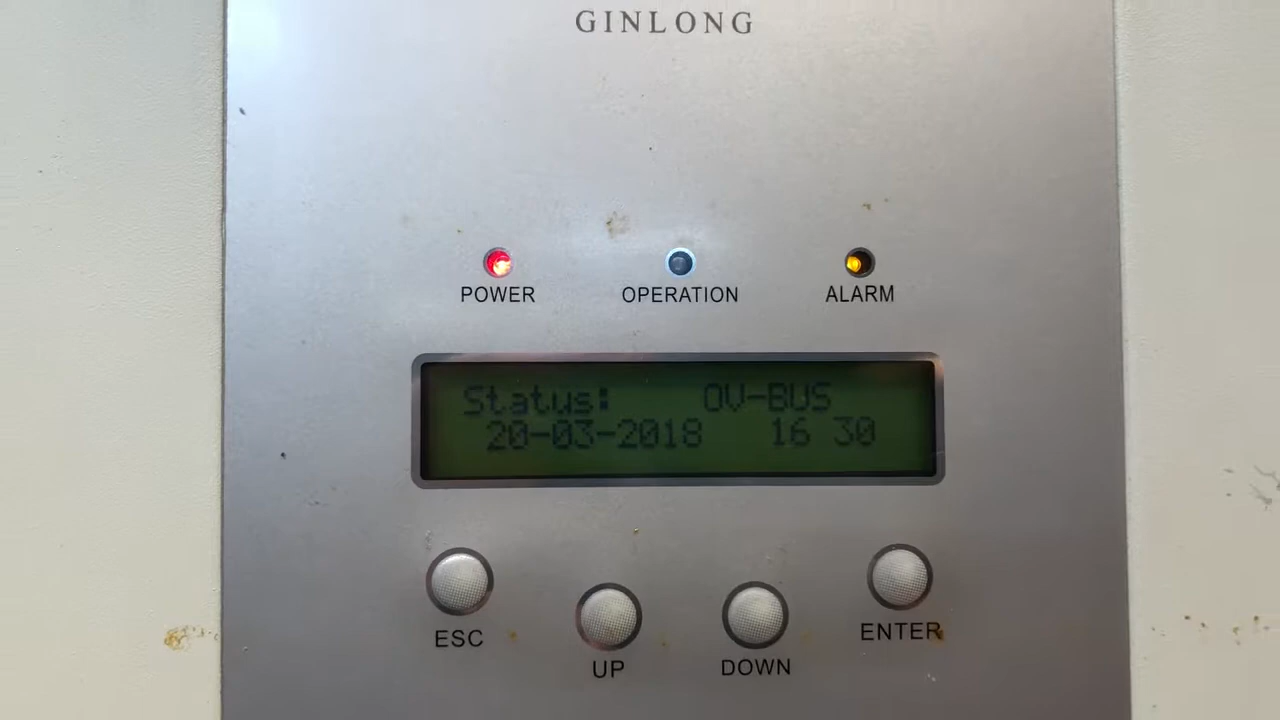 GINLONG
POWER OPERATION ALARM
Status: OV-BUS
20-03-2018 16 30
ESC UP DOWN ENTER